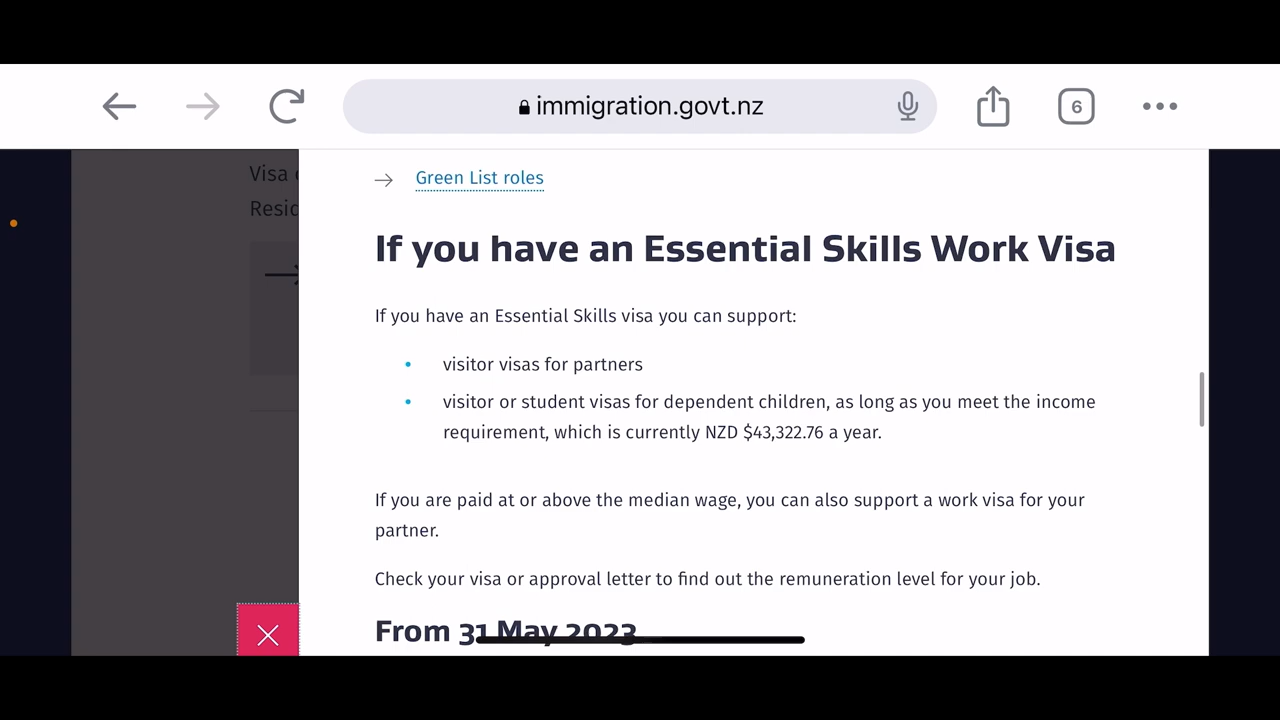 immigration.govt.nz
6
Visa
Resid
Green List roles
If you have an Essential Skills Work Visa
If you have an Essential Skills visa you can support:
visitor visas for partners
visitor or student visas for dependent children, as long as you meet the income
requirement, which is currently NZD $43,322.76 a year.
If you are paid at or above the median wage, you can also support a work visa for your
partner.
Check your visa or approval letter to find out the remuneration level for your job.
From 31 May 2023